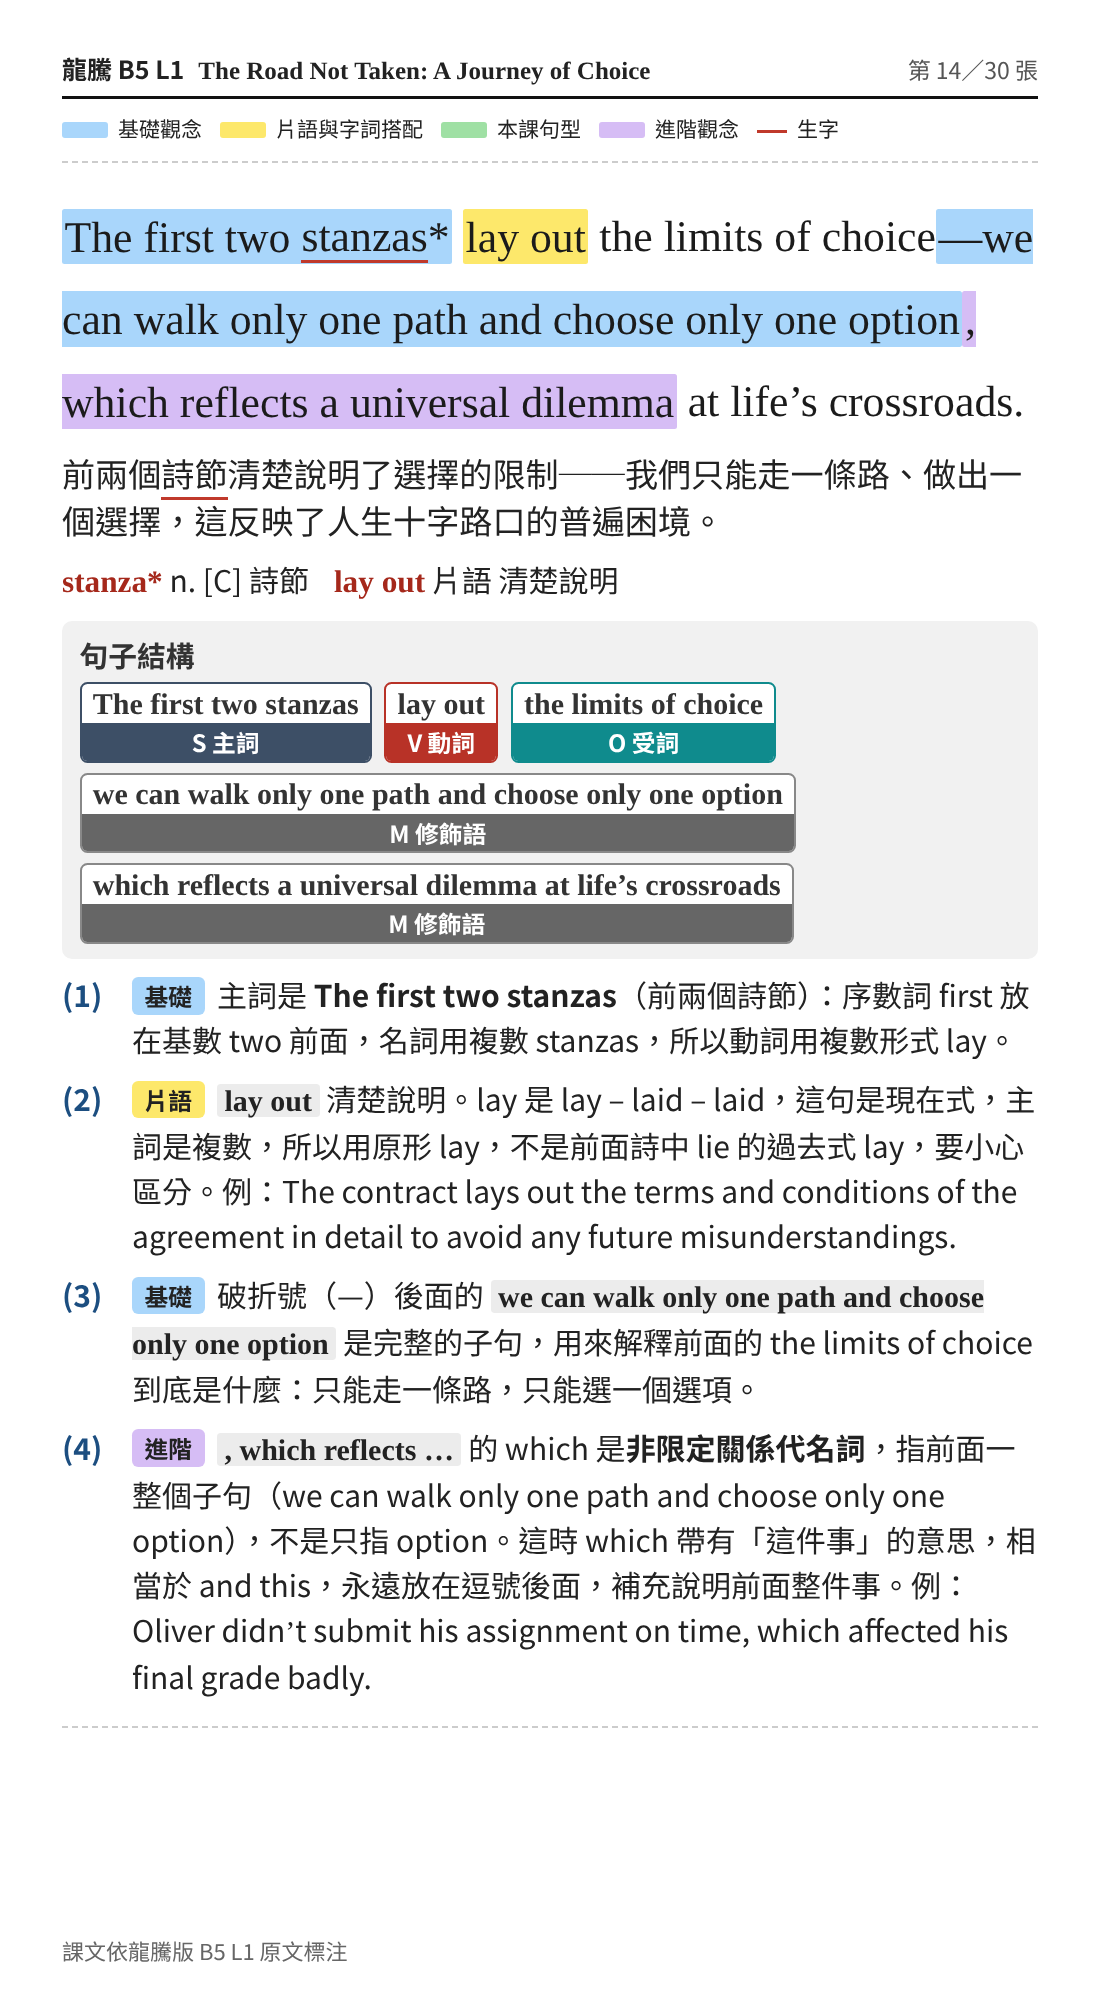 龍騰 B5 L1 The Road Not Taken: A Journey of Choice 第 14／30 張
基礎觀念 片語與字詞搭配 本課句型 進階觀念 生字
The first two stanzas* lay out the limits of choice—we
can walk only one path and choose only one option,
which reflects a universal dilemma at life’s crossroads.
前兩個詩節清楚說明了選擇的限制——我們只能走一條路、做出一
個選擇，這反映了人生十字路口的普遍困境。
stanza* n. [C] 詩節 lay out 片語 清楚說明
句子結構
The first two stanzas lay out the limits of choice
S 主詞 V 動詞 O 受詞
we can walk only one path and choose only one option
M 修飾語
which reflects a universal dilemma at life’s crossroads
M 修飾語
(1) 基礎 主詞是 The first two stanzas（前兩個詩節）：序數詞 first 放
在基數 two 前面，名詞用複數 stanzas，所以動詞用複數形式 lay。
(2) 片語 lay out 清楚說明。lay 是 lay – laid – laid，這句是現在式，主
詞是複數，所以用原形 lay，不是前面詩中 lie 的過去式 lay，要小心
區分。例：The contract lays out the terms and conditions of the
agreement in detail to avoid any future misunderstandings.
(3) 基礎 破折號（—）後面的 we can walk only one path and choose
only one option 是完整的子句，用來解釋前面的 the limits of choice
到底是什麼：只能走一條路，只能選一個選項。
(4) 進階 , which reflects … 的 which 是非限定關係代名詞，指前面一
整個子句（we can walk only one path and choose only one
option），不是只指 option。這時 which 帶有「這件事」的意思，相
當於 and this，永遠放在逗號後面，補充說明前面整件事。例：
Oliver didn’t submit his assignment on time, which affected his
final grade badly.
課文依龍騰版 B5 L1 原文標注